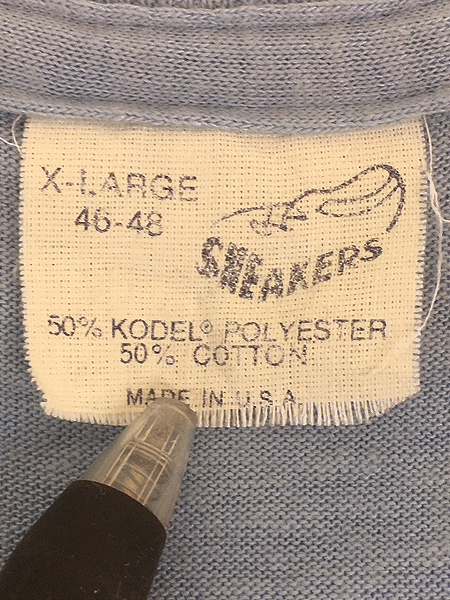 X-LARGE
46-48
SNEAKERS
50% KODEL® POLYESTER
50% COTTON
MADE IN U.S.A.